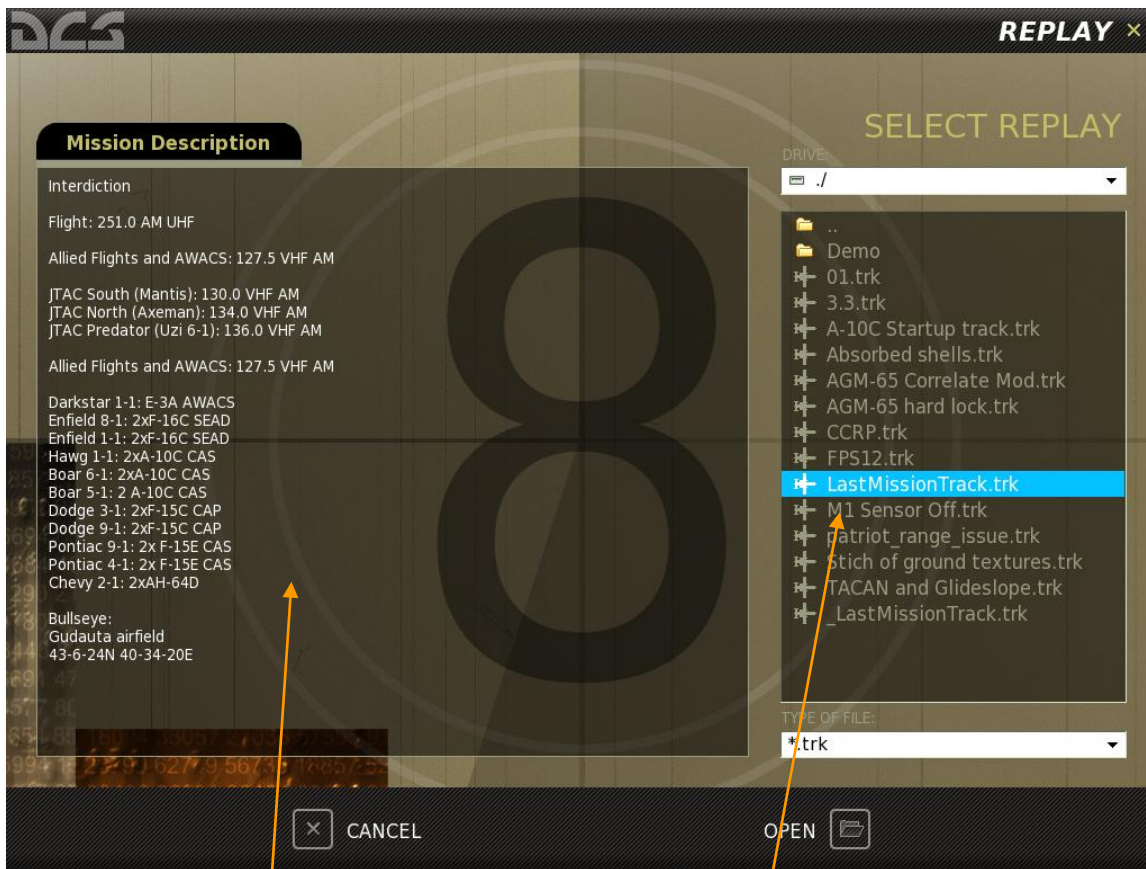 DCS
REPLAY
Mission Description
Interdiction
Flight: 251.0 AM UHF
Allied Flights and AWACS: 127.5 VHF AM
JTAC South (Mantis): 130.0 VHF AM
JTAC North (Axeman): 134.0 VHF AM
JTAC Predator (Uzi 6-1): 136.0 VHF AM
Allied Flights and AWACS: 127.5 VHF AM
Darkstar 1-1: E-3A AWACS
Enfield 8-1: 2xF-16C SEAD
Enfield 1-1: 2xF-16C SEAD
Hawg 1-1: 2xA-10C CAS
Boar 6-1: 2xA-10C CAS
Boar 5-1: 2 A-10C CAS
Dodge 3-1: 2xF-15C CAP
Dodge 9-1: 2xF-15C CAP
Pontiac 9-1: 2x F-15E CAS
Pontiac 4-1: 2x F-15E CAS
Chevy 2-1: 2xAH-64D
Bullseye:
Gudauta airfield
43-6-24N 40-34-20E
8
SELECT REPLAY
DRIVE:
./
..
Demo
01.trk
3.3.trk
A-10C Startup track.trk
Absorbed shells.trk
AGM-65 Correlate Mod.trk
AGM-65 hard lock.trk
CCRP.trk
FPS12.trk
LastMissionTrack.trk
M1 Sensor Off.trk
patriot_range_issue.trk
Stich of ground textures.trk
TACAN and Glideslope.trk
_LastMissionTrack.trk
TYPE OF FILE:
*.trk
CANCEL
OPEN